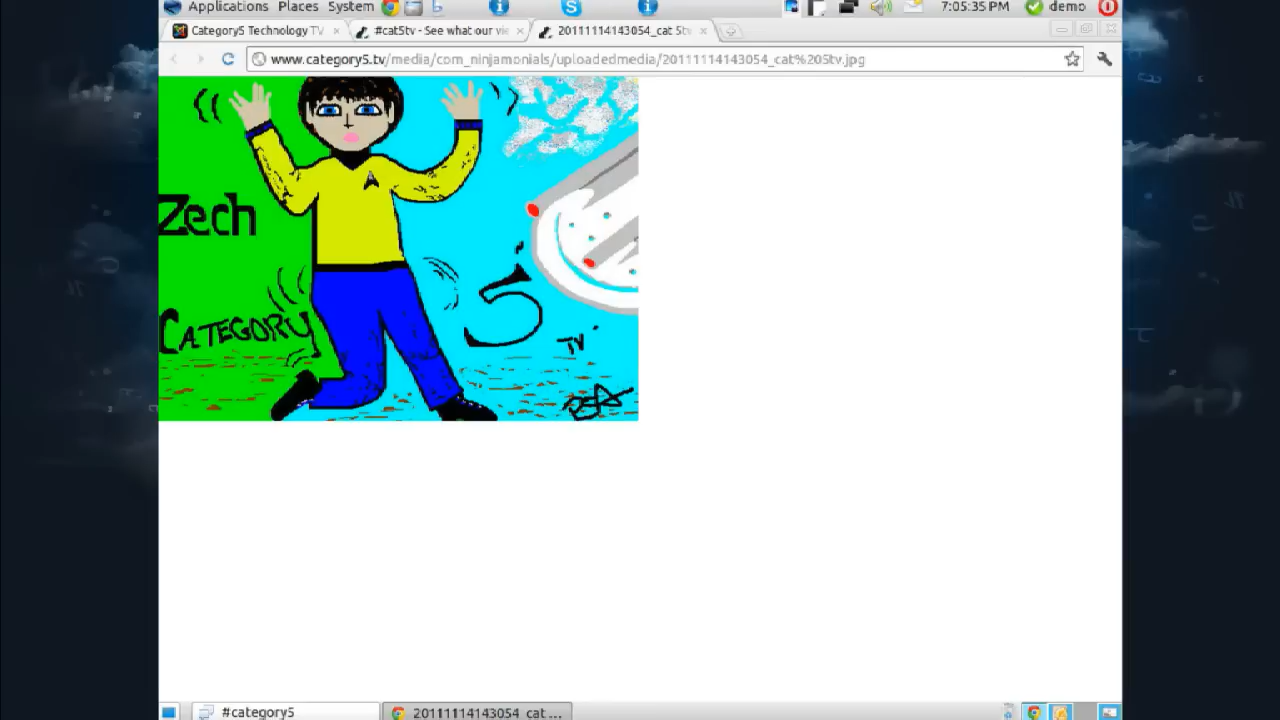 Applications Places System 7:05:35 PM demo
Category5 Technology TV #cat5tv - See what our vie 20111114143054_cat 5tv
www.category5.tv/media/com_ninjamonials/uploadedmedia/20111114143054_cat%205tv.jpg
Zech
CATEGORY 5
TV
#category5 20111114143054_cat ...